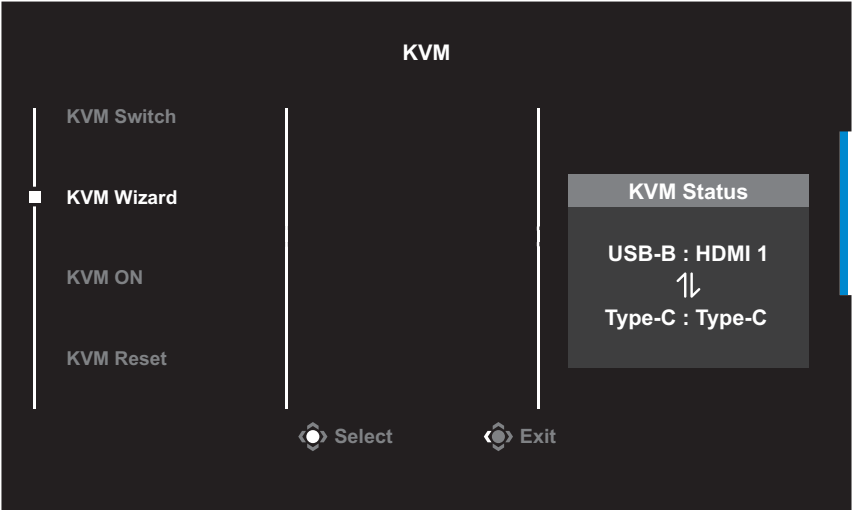 KVM
KVM Switch
KVM Wizard
KVM ON
KVM Reset
KVM Status
USB-B : HDMI 1
Type-C : Type-C
Select
Exit